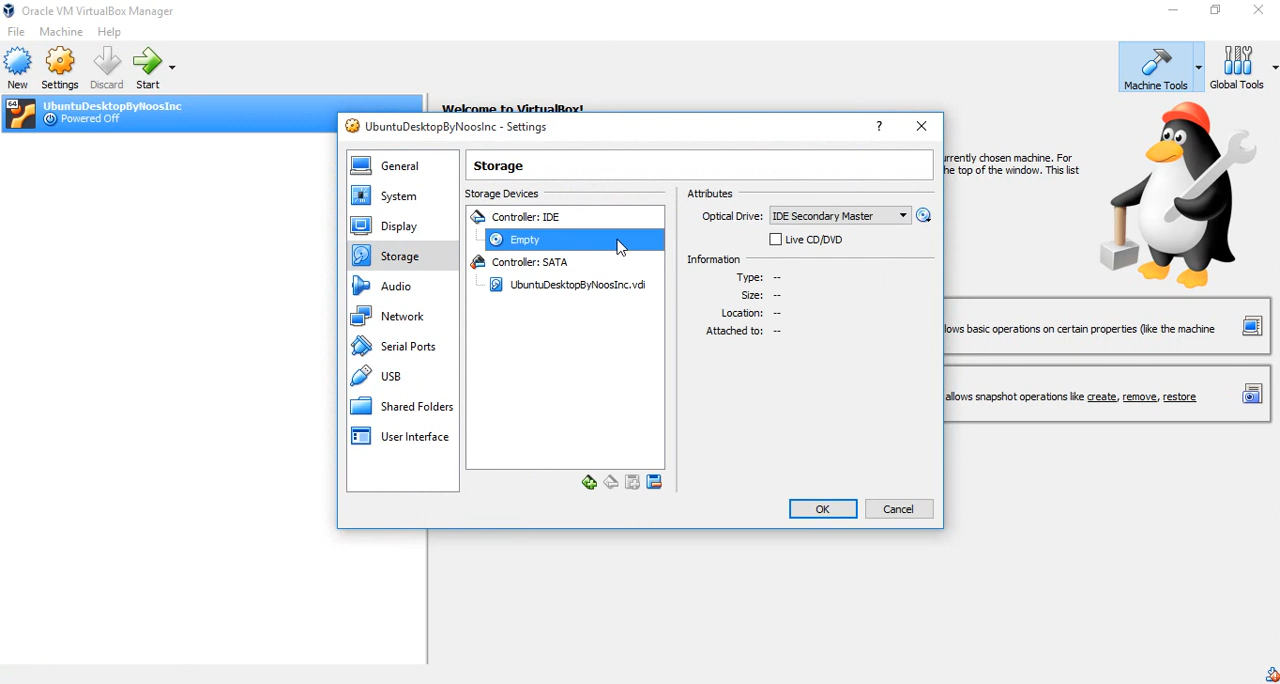 Oracle VM VirtualBox Manager
File Machine Help
New Settings Discard Start
Machine Tools Global Tools
64
UbuntuDesktopByNoosInc
Powered Off
Welcome to VirtualBox!
UbuntuDesktopByNoosInc - Settings
?
General
System
Display
Storage
Audio
Network
Serial Ports
USB
Shared Folders
User Interface
Storage
Storage Devices
Controller: IDE
Empty
Controller: SATA
UbuntuDesktopByNoosInc.vdi
Attributes
Optical Drive: IDE Secondary Master
Live CD/DVD
Information
Type: --
Size: --
Location: --
Attached to: --
OK Cancel
chosen machine. For
top of the window. This list
basic operations on certain properties (like the machine
allows snapshot operations like create, remove, restore